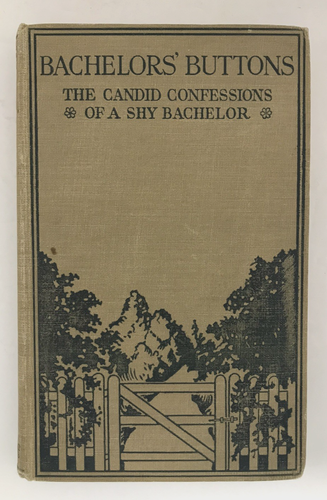 BACHELORS' BUTTONS
THE CANDID CONFESSIONS
OF A SHY BACHELOR